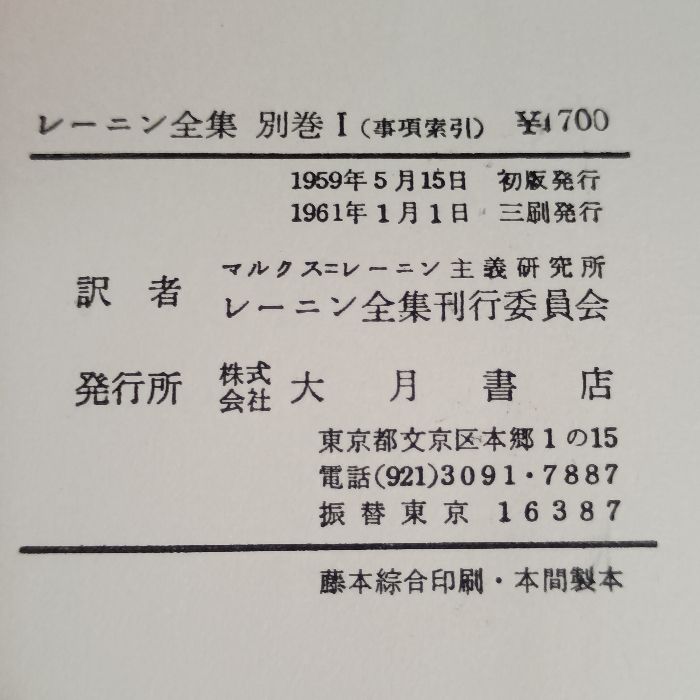 レーニン全集 別巻 I (事項索引) ¥1700
1959年5月15日 初版発行
1961年1月1日 三刷発行
訳者 マルクス=レーニン主義研究所
レーニン全集刊行委員会
発行所 株式会社 大月書店
東京都文京区本郷1の15
電話(921)3091・7887
振替東京 16387
藤本綜合印刷・本間製本